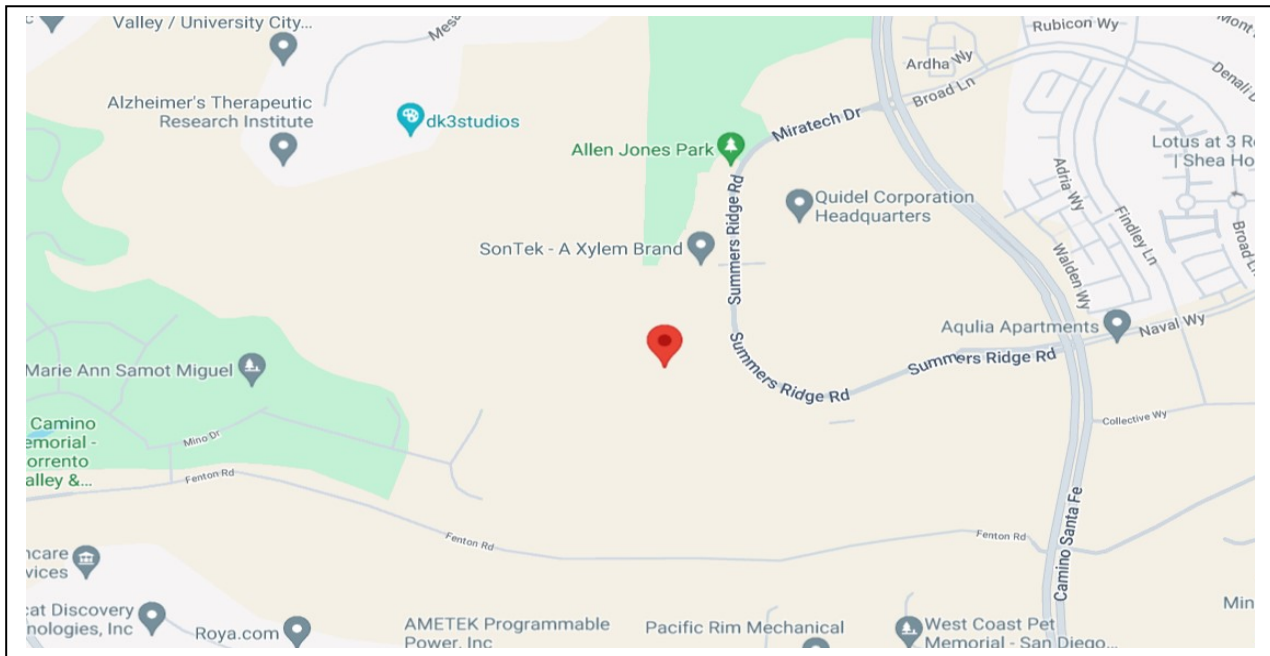 Valley / University City...
Mesa
Rubicon Wy
Mont
Ardha Wy
Broad Ln
Denali
Alzheimer's Therapeutic
Research Institute
dk3studios
Miratech Dr
Allen Jones Park
Lotus at 3 R
| Shea Ho
Adria Wy
Findley Ln
Broad Ln
Quidel Corporation
Headquarters
Summers Ridge Rd
SonTek - A Xylem Brand
Walden Wy
Aqulia Apartments
Naval Wy
Summers Ridge Rd
Summers Ridge Rd
Marie Ann Samot Miguel
Collective Wy
Camino
emorial -
orrento
alley &...
Mino Dr
Fenton Rd
Fenton Rd
Fenton Rd
Camino Santa Fe
ncare
vices
cat Discovery
nologies, Inc
Roya.com
AMETEK Programmable
Power, Inc
Pacific Rim Mechanical
West Coast Pet
Memorial - San Diego...
Min